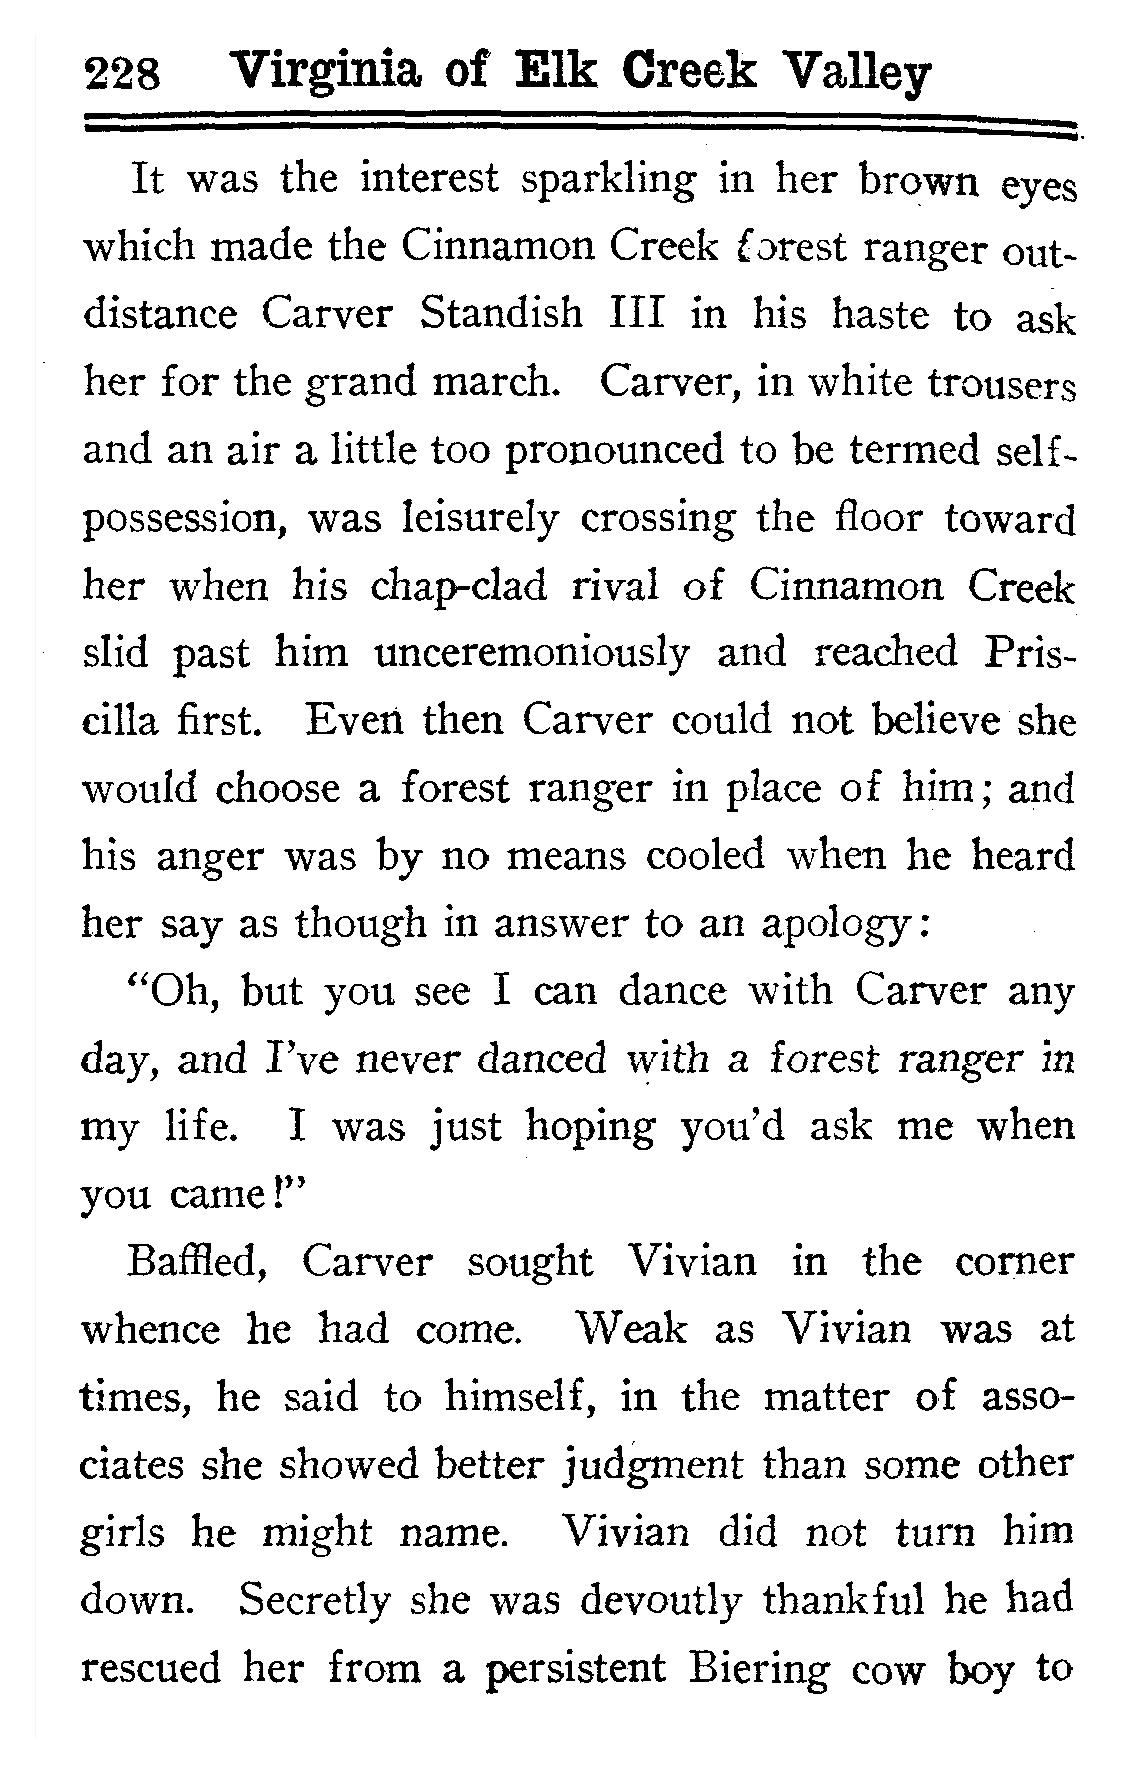 228 Virginia of Elk Creek Valley
It was the interest sparkling in her brown eyes
which made the Cinnamon Creek forest ranger out-
distance Carver Standish III in his haste to ask
her for the grand march. Carver, in white trousers
and an air a little too pronounced to be termed self-
possession, was leisurely crossing the floor toward
her when his chap-clad rival of Cinnamon Creek
slid past him unceremoniously and reached Pris-
cilla first. Even then Carver could not believe she
would choose a forest ranger in place of him; and
his anger was by no means cooled when he heard
her say as though in answer to an apology:
"Oh, but you see I can dance with Carver any
day, and I've never danced with a forest ranger in
my life. I was just hoping you'd ask me when
you came!"
Baffled, Carver sought Vivian in the corner
whence he had come. Weak as Vivian was at
times, he said to himself, in the matter of asso-
ciates she showed better judgment than some other
girls he might name. Vivian did not turn him
down. Secretly she was devoutly thankful he had
rescued her from a persistent Biering cow boy to